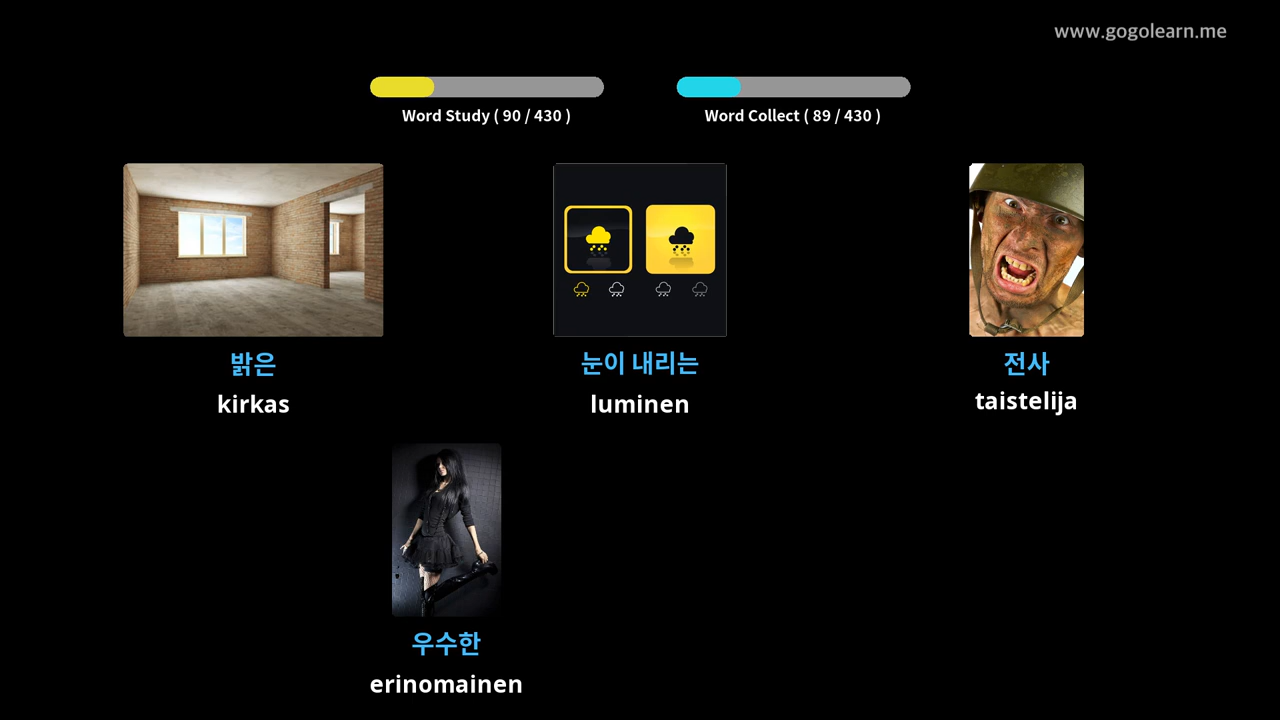 www.gogolearn.me
Word Study ( 90 / 430 )
Word Collect ( 89 / 430 )
밝은
kirkas
눈이 내리는
luminen
전사
taistelija
우수한
erinomainen